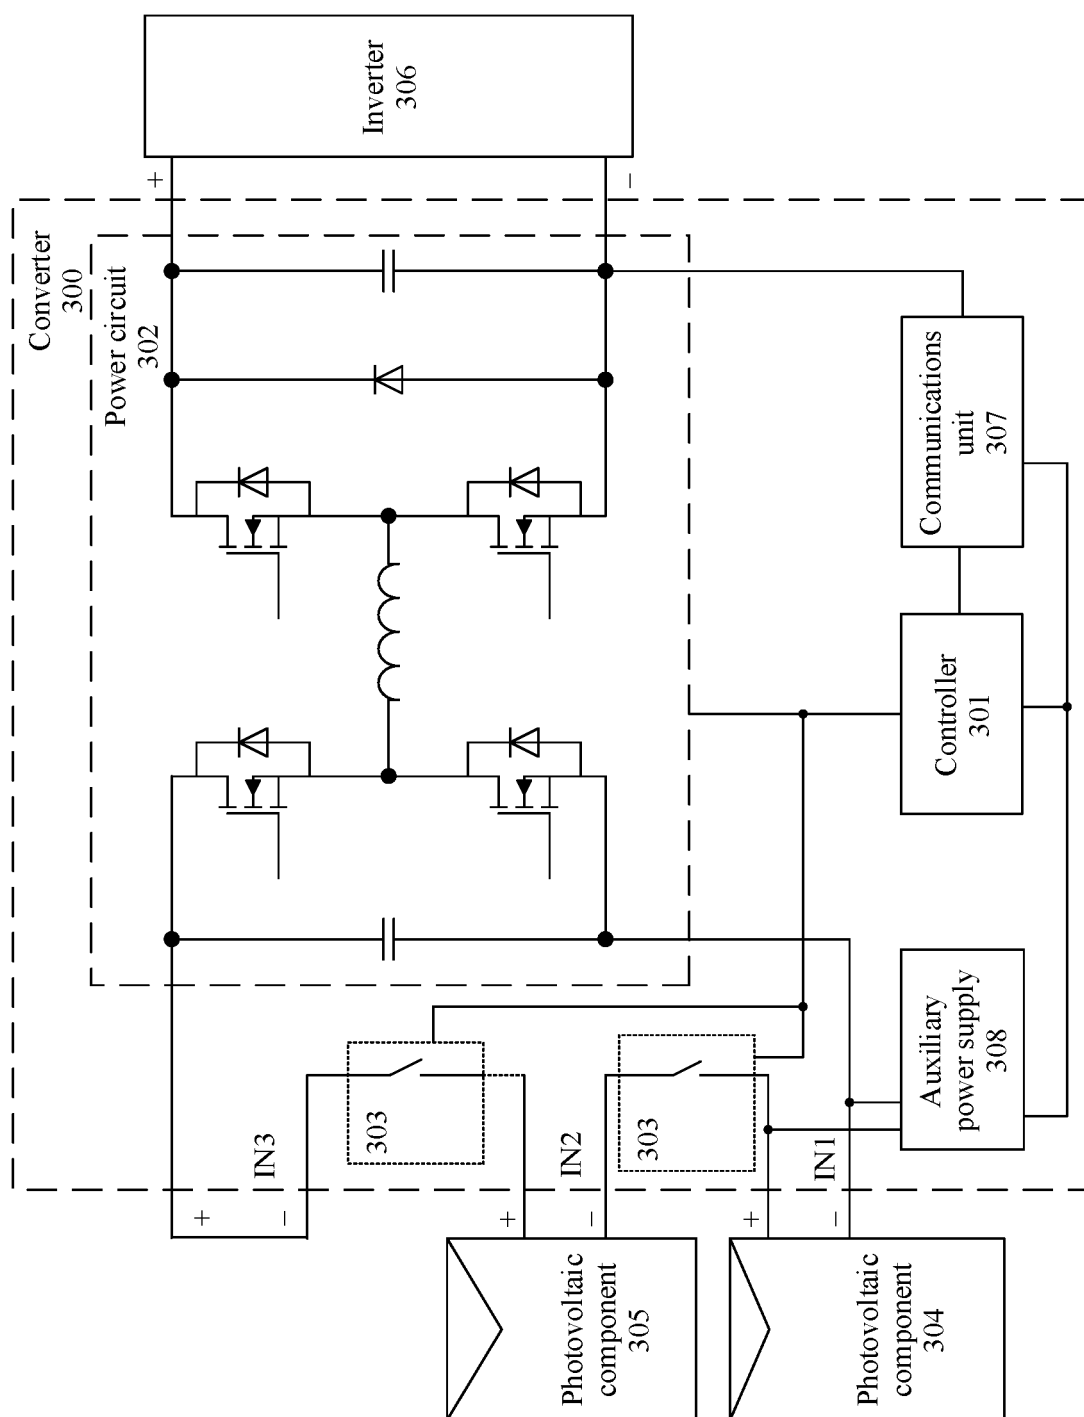 Inverter
306
+
−
Converter
300
Power circuit
302
Communications
unit
307
Controller
301
Auxiliary
power supply
308
303
303
IN3
IN2
IN1
+
−
+
−
+
−
Photovoltaic
component
305
Photovoltaic
component
304